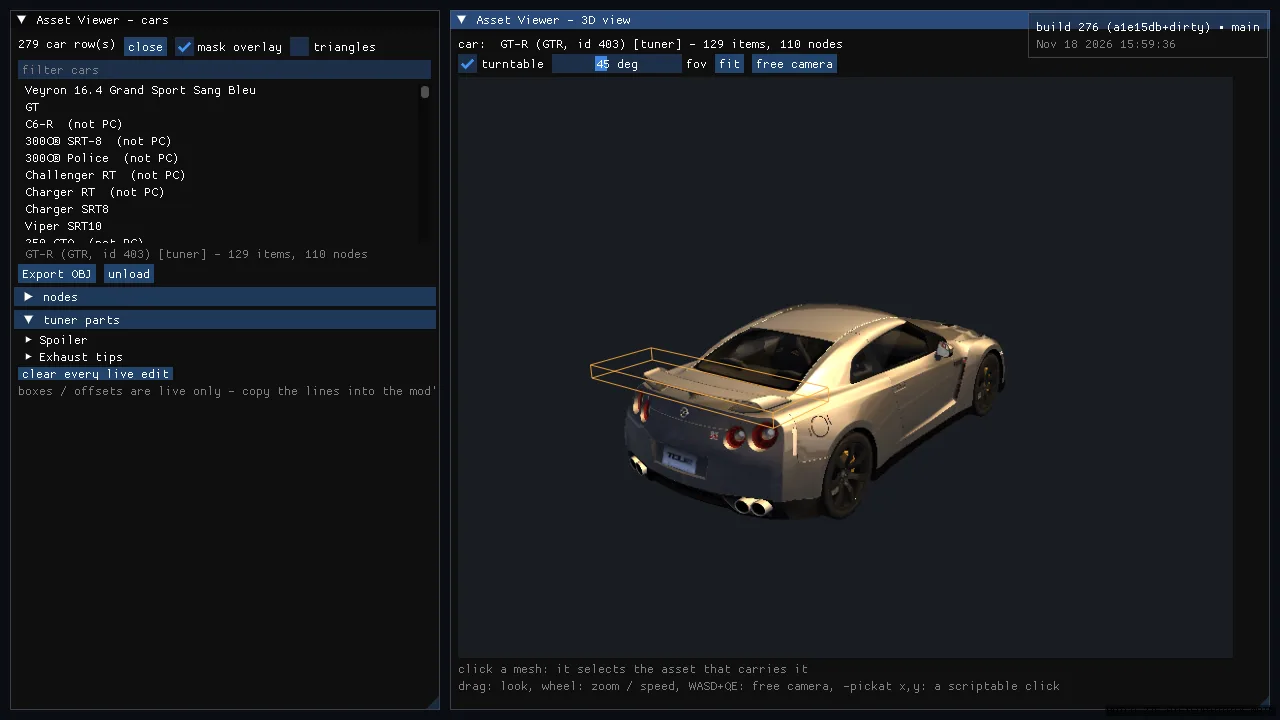 Asset Viewer - cars
279 car row(s) close mask overlay triangles
filter cars
Veyron 16.4 Grand Sport Sang Bleu
GT
C6-R (not PC)
SRT-8 (not PC)
Police (not PC)
Challenger RT (not PC)
Charger RT (not PC)
Charger SRT8
Viper SRT10
GT-R (GTR, id 403) [tuner] - 129 items, 110 nodes
Export OBJ unload
nodes
tuner parts
Spoiler
Exhaust tips
clear every live edit
boxes / offsets are live only - copy the lines into the mod'
Asset Viewer - 3D view
build 276 (a1e15db+dirty) • main
Nov 18 2026 15:59:36
car: GT-R (GTR, id 403) [tuner] - 129 items, 110 nodes
turntable 45 deg fov fit free camera
click a mesh: it selects the asset that carries it
drag: look, wheel: zoom / speed, WASD+QE: free camera, -pickat x,y: a scriptable click